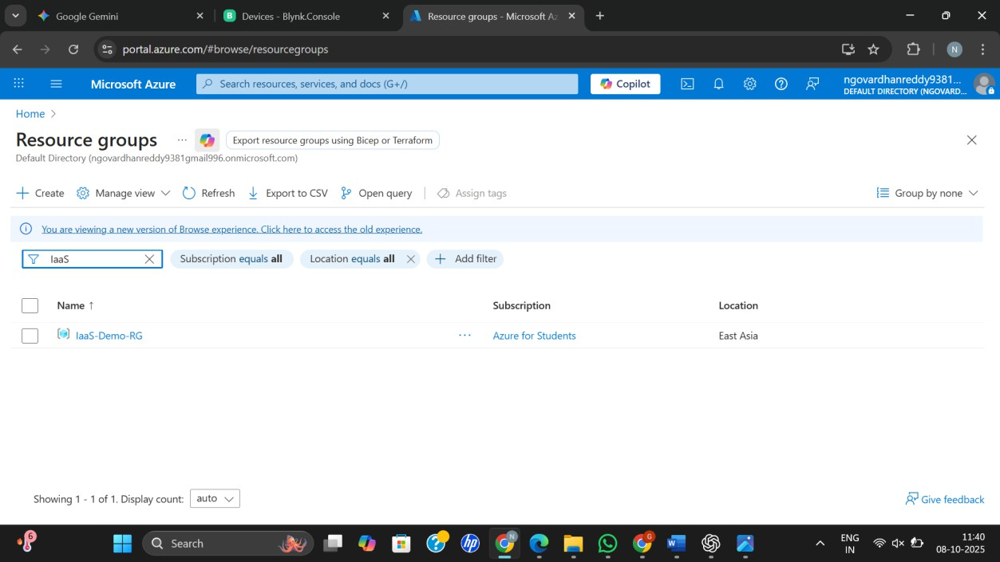 Google Gemini
Devices - Blynk.Console
Resource groups - Microsoft Az
portal.azure.com/#browse/resourcegroups
N
Microsoft Azure
Search resources, services, and docs (G+/)
Copilot
ngovardhanreddy9381...
DEFAULT DIRECTORY (NGOVARD...
Home
Resource groups
...
Export resource groups using Bicep or Terraform
Default Directory (ngovardhanreddy9381gmail996.onmicrosoft.com)
Create
Manage view
Refresh
Export to CSV
Open query
Assign tags
Group by none
You are viewing a new version of Browse experience. Click here to access the old experience.
IaaS
Subscription equals all
Location equals all
Add filter
Name ↑
Subscription
Location
IaaS-Demo-RG
...
Azure for Students
East Asia
Showing 1 - 1 of 1. Display count:
auto
Give feedback
6
Search
hp
N
G
W
ENG
IN
11:40
08-10-2025